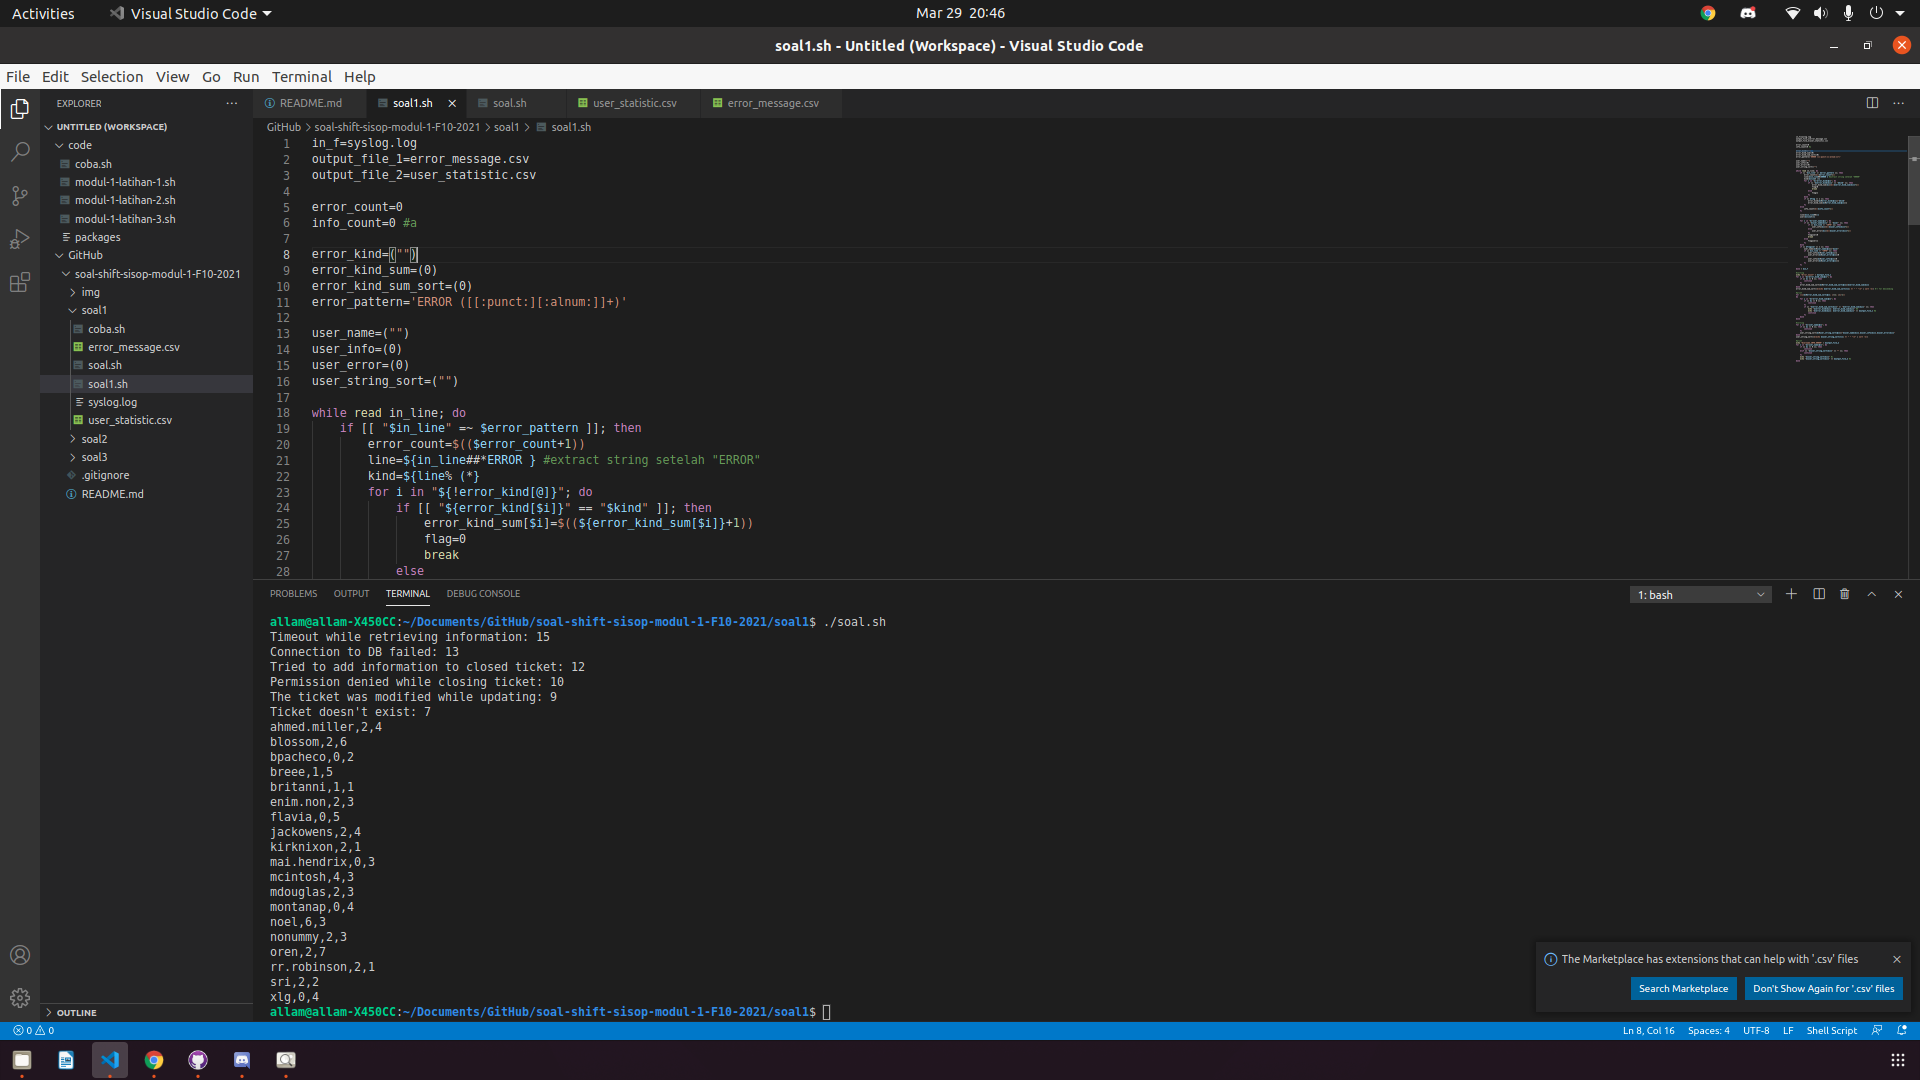 Activities
Visual Studio Code
Mar 29 20:46
soal1.sh - Untitled (Workspace) - Visual Studio Code
File Edit Selection View Go Run Terminal Help
EXPLORER
UNTITLED (WORKSPACE)
code
coba.sh
modul-1-latihan-1.sh
modul-1-latihan-2.sh
modul-1-latihan-3.sh
packages
GitHub
soal-shift-sisop-modul-1-F10-2021
img
soal1
coba.sh
error_message.csv
soal.sh
soal1.sh
syslog.log
user_statistic.csv
soal2
soal3
.gitignore
README.md
OUTLINE
README.md soal1.sh soal.sh user_statistic.csv error_message.csv
GitHub > soal-shift-sisop-modul-1-F10-2021 > soal1 > soal1.sh
1 in_f=syslog.log
2 output_file_1=error_message.csv
3 output_file_2=user_statistic.csv
4
5 error_count=0
6 info_count=0 #a
7
8 error_kind=("")
9 error_kind_sum=(0)
10 error_kind_sum_sort=(0)
11 error_pattern='ERROR ([[:punct:][:alnum:]]+)'
12
13 user_name=("")
14 user_info=(0)
15 user_error=(0)
16 user_string_sort=("")
17
18 while read in_line; do
19 if [[ "$in_line" =~ $error_pattern ]]; then
20 error_count=$(($error_count+1))
21 line=${in_line##*ERROR } #extract string setelah "ERROR"
22 kind=${line% (*}
23 for i in "${!error_kind[@]}"; do
24 if [[ "${error_kind[$i]}" == "$kind" ]]; then
25 error_kind_sum[$i]=$((${error_kind_sum[$i]}+1))
26 flag=0
27 break
28 else
PROBLEMS OUTPUT TERMINAL DEBUG CONSOLE
1: bash
allam@allam-X450CC:~/Documents/GitHub/soal-shift-sisop-modul-1-F10-2021/soal1$ ./soal.sh
Timeout while retrieving information: 15
Connection to DB failed: 13
Tried to add information to closed ticket: 12
Permission denied while closing ticket: 10
The ticket was modified while updating: 9
Ticket doesn't exist: 7
ahmed.miller,2,4
blossom,2,6
bpacheco,0,2
breee,1,5
britanni,1,1
enim.non,2,3
flavia,0,5
jackowens,2,4
kirknixon,2,1
mai.hendrix,0,3
mcintosh,4,3
mdouglas,2,3
montanap,0,4
noel,6,3
nonummy,2,3
oren,2,7
rr.robinson,2,1
sri,2,2
xlg,0,4
allam@allam-X450CC:~/Documents/GitHub/soal-shift-sisop-modul-1-F10-2021/soal1$
The Marketplace has extensions that can help with '.csv' files
Search Marketplace
Don't Show Again for '.csv' files
0 0
Ln 8, Col 16 Spaces: 4 UTF-8 LF Shell Script